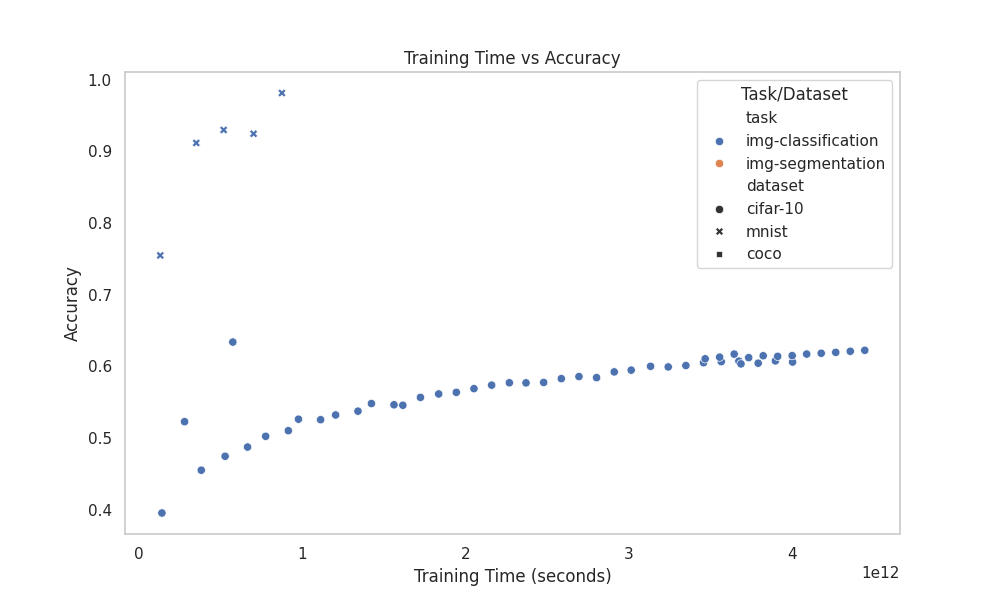 Training Time vs Accuracy
Task/Dataset
task
img-classification
img-segmentation
dataset
cifar-10
mnist
coco
Accuracy
1.0
0.9
0.8
0.7
0.6
0.5
0.4
0 1 2 3 4
1e12
Training Time (seconds)